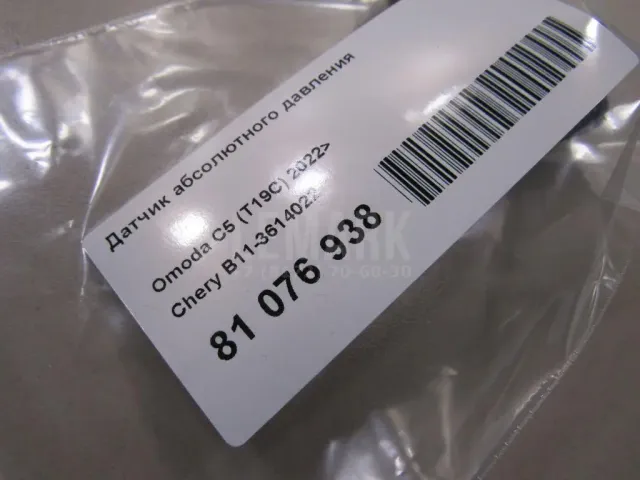 Датчик абсолютного давления
Omoda C5 (T19C) 2022>
Chery B11-3614022
81 076 938